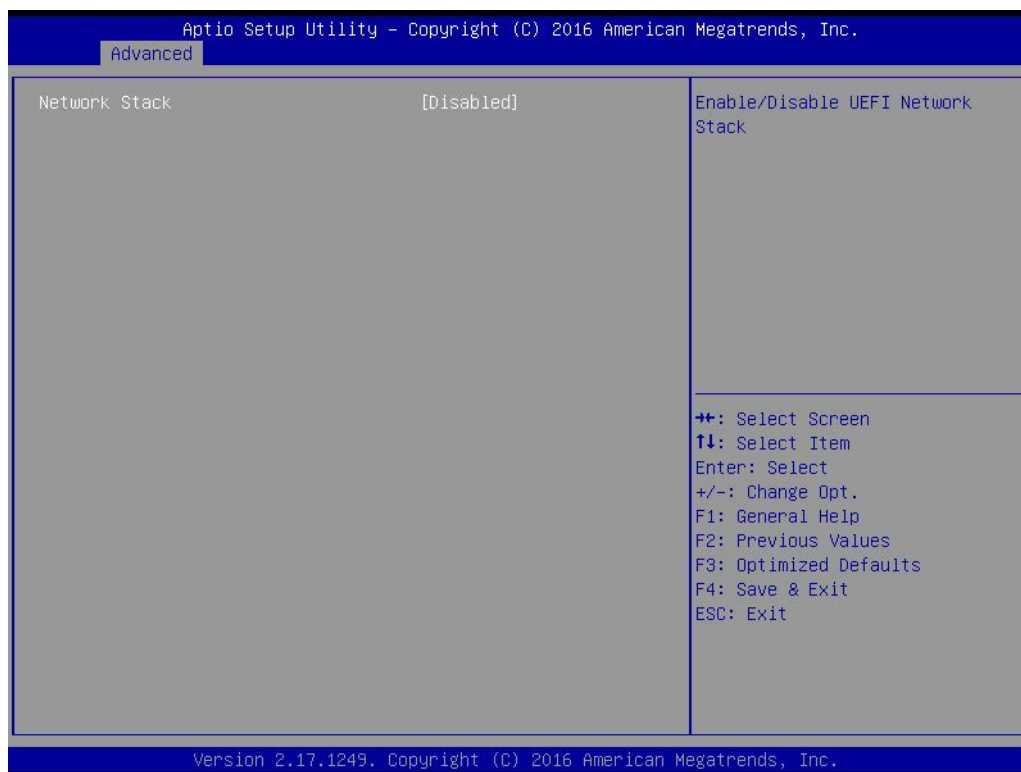 Aptio Setup Utility – Copyright (C) 2016 American Megatrends, Inc.
Advanced
Network Stack [Disabled]
Enable/Disable UEFI Network
Stack
→←: Select Screen
↑↓: Select Item
Enter: Select
+/-: Change Opt.
F1: General Help
F2: Previous Values
F3: Optimized Defaults
F4: Save & Exit
ESC: Exit
Version 2.17.1249. Copyright (C) 2016 American Megatrends, Inc.